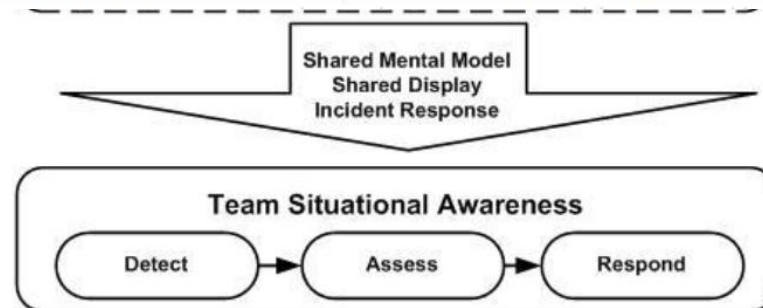 Shared Mental Model
Shared Display
Incident Response
Team Situational Awareness
Detect
Assess
Respond